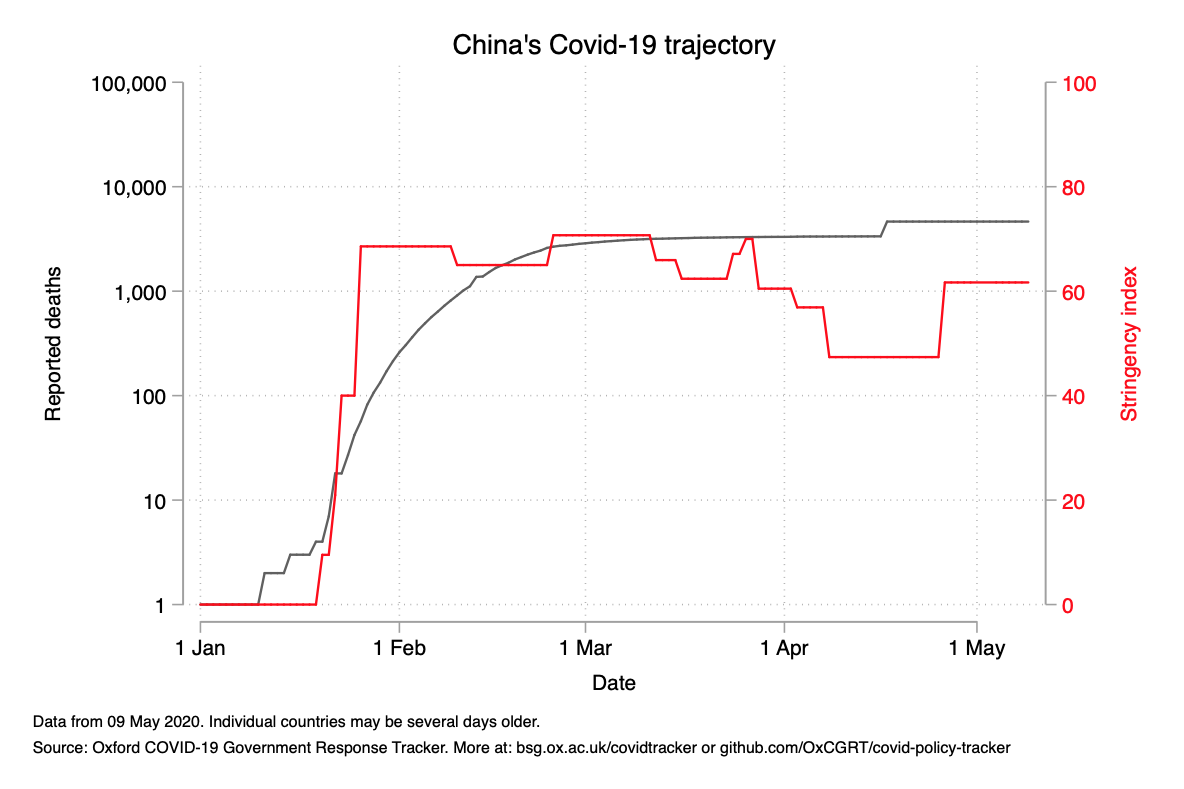 China's Covid-19 trajectory
100,000
10,000
1,000
100
10
1
Reported deaths
100
80
60
40
20
0
Stringency index
1 Jan
1 Feb
1 Mar
1 Apr
1 May
Date
Data from 09 May 2020. Individual countries may be several days older.
Source: Oxford COVID-19 Government Response Tracker. More at: bsg.ox.ac.uk/covidtracker or github.com/OxCGRT/covid-policy-tracker